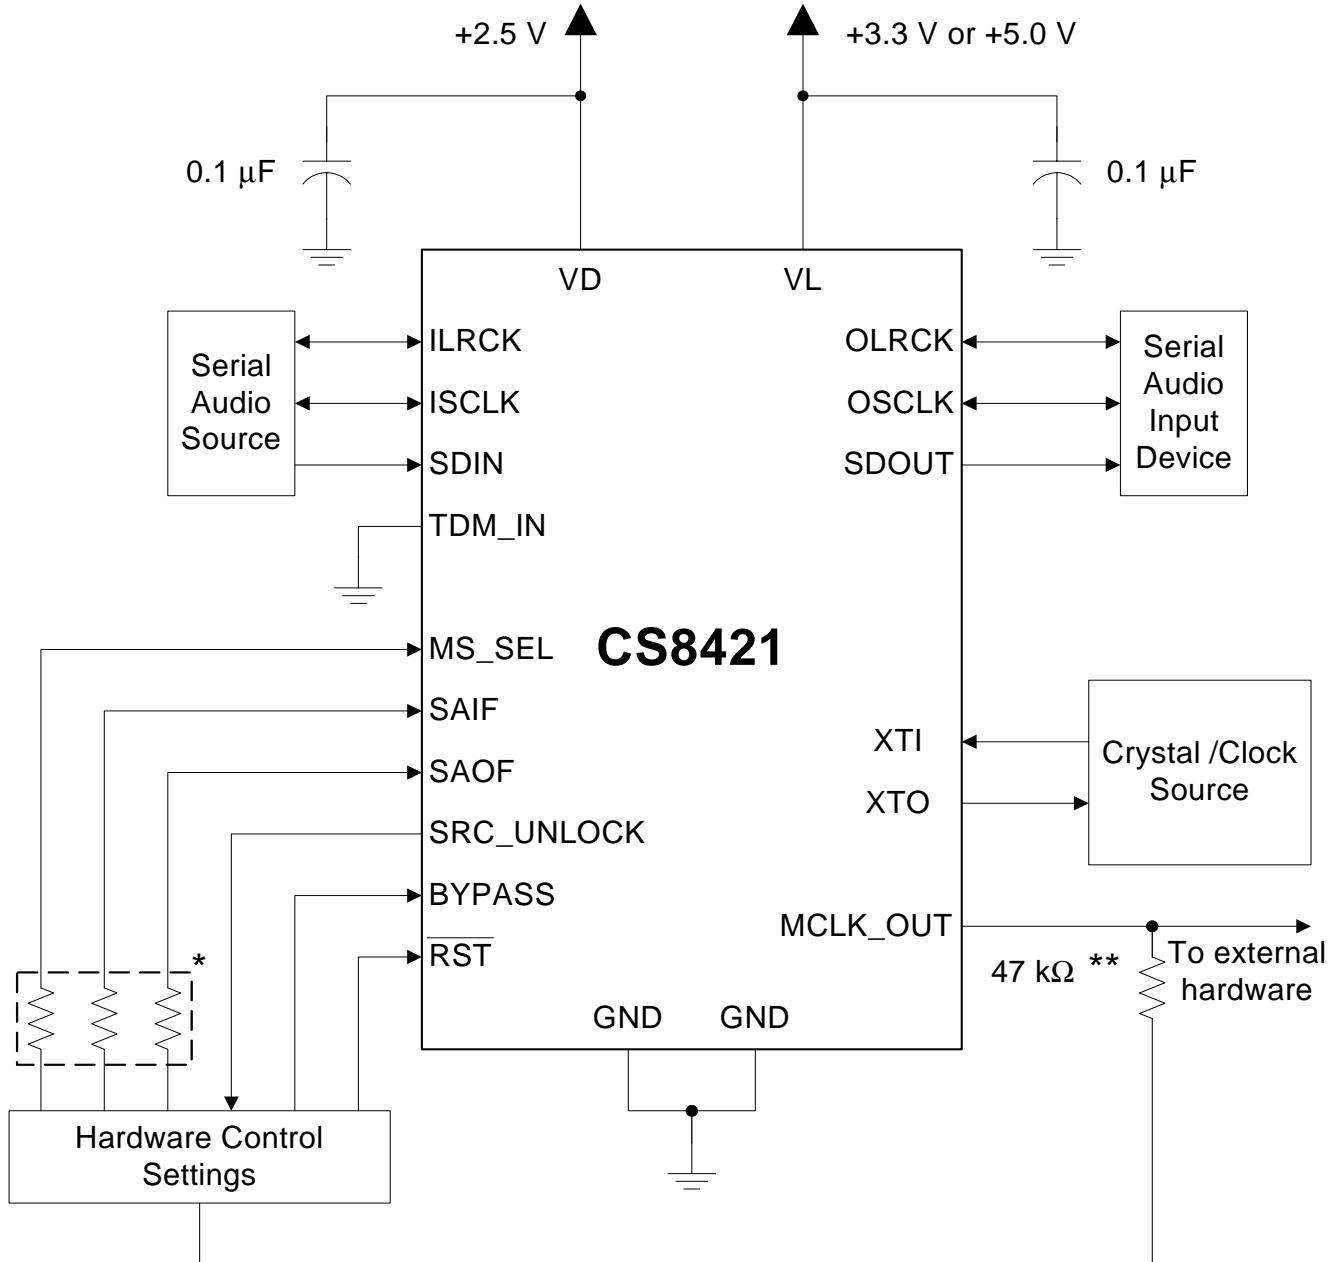 +2.5 V
+3.3 V or +5.0 V
0.1 μF
0.1 μF
VD
VL
Serial
Audio
Source
ILRCK
ISCLK
SDIN
TDM_IN
OLRCK
OSCLK
SDOUT
Serial
Audio
Input
Device
CS8421
MS_SEL
SAIF
SAOF
SRC_UNLOCK
BYPASS
RST
XTI
XTO
Crystal /Clock
Source
MCLK_OUT
47 kΩ **
To external
hardware
*
GND
GND
Hardware Control
Settings